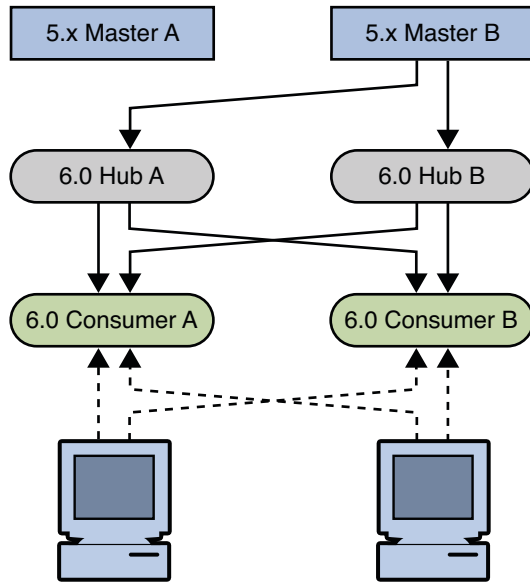 5.x Master A
5.x Master B
6.0 Hub A
6.0 Hub B
6.0 Consumer A
6.0 Consumer B